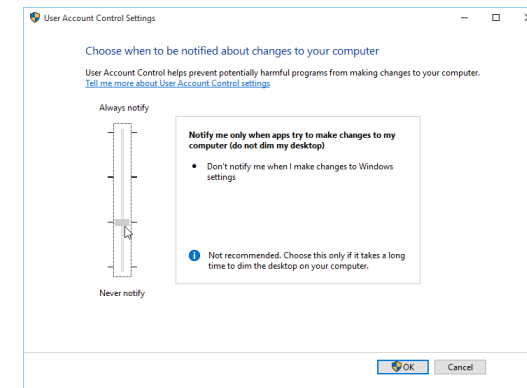 User Account Control Settings
Choose when to be notified about changes to your computer
User Account Control helps prevent potentially harmful programs from making changes to your computer.
Tell me more about User Account Control settings
Always notify
Notify me only when apps try to make changes to my
computer (do not dim my desktop)
• Don't notify me when I make changes to Windows
settings
Not recommended. Choose this only if it takes a long
time to dim the desktop on your computer.
Never notify
OK Cancel